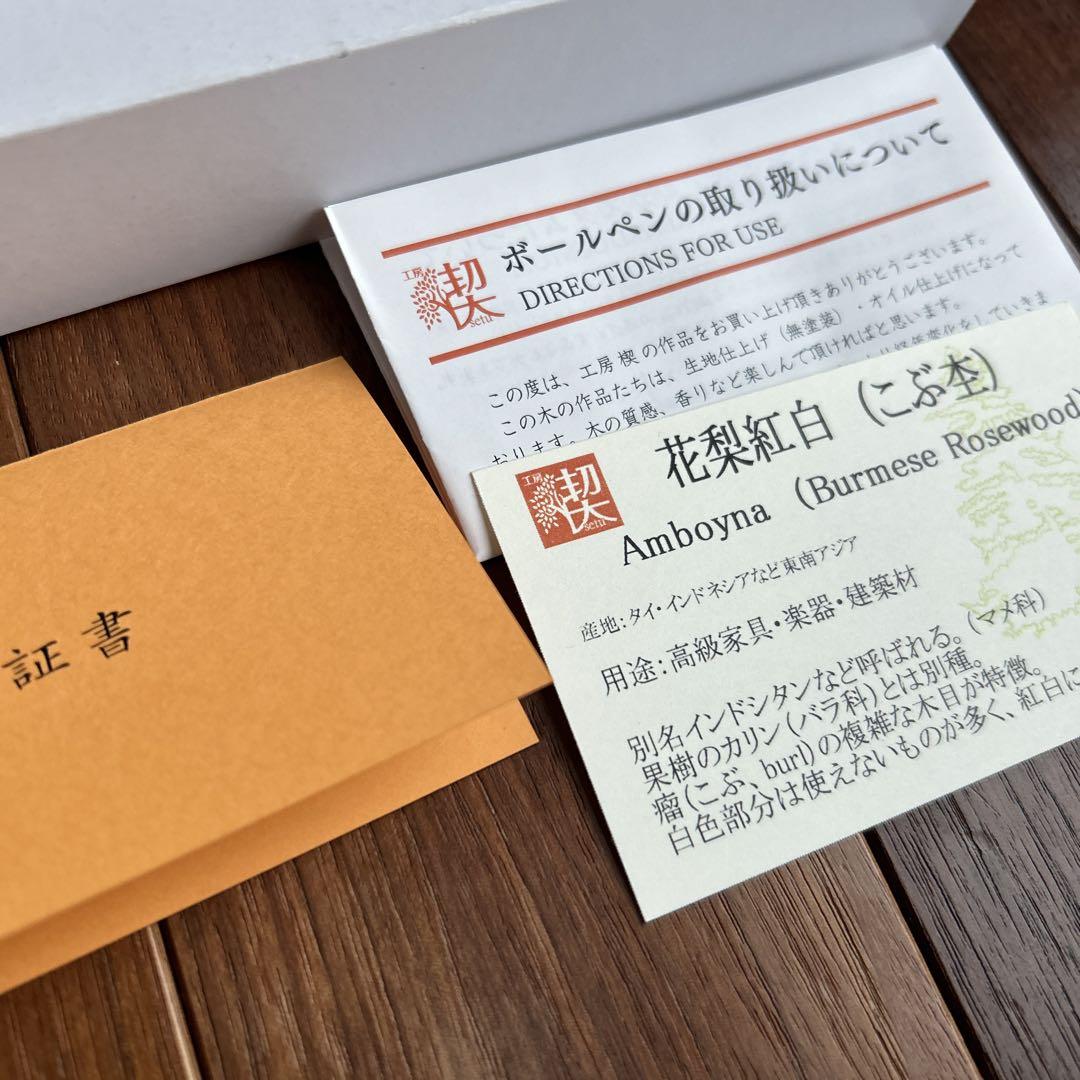 ボールペンの取り扱いについて
DIRECTIONS FOR USE
工房
楔
setu
この度は、工房 楔の作品をお買い上げ頂きありがとうございます。
この木の作品たちは、生地仕上げ（無塗装） オイル仕上げになって
おります。木の質感、香りなど楽しんで頂ければと思います。
経年変化をしていきま
工房
楔
setu
花梨紅白（こぶ杢）
Amboyna（Burmese Rosewood）
産地：タイ・インドネシアなど東南アジア
用途：高級家具・楽器・建築材
別名インドシタンなど呼ばれる。（マメ科）
果樹のカリン（バラ科）とは別種。
瘤（こぶ、burl）の複雑な木目が特徴。
白色部分は使えないものが多く、紅白に
証書